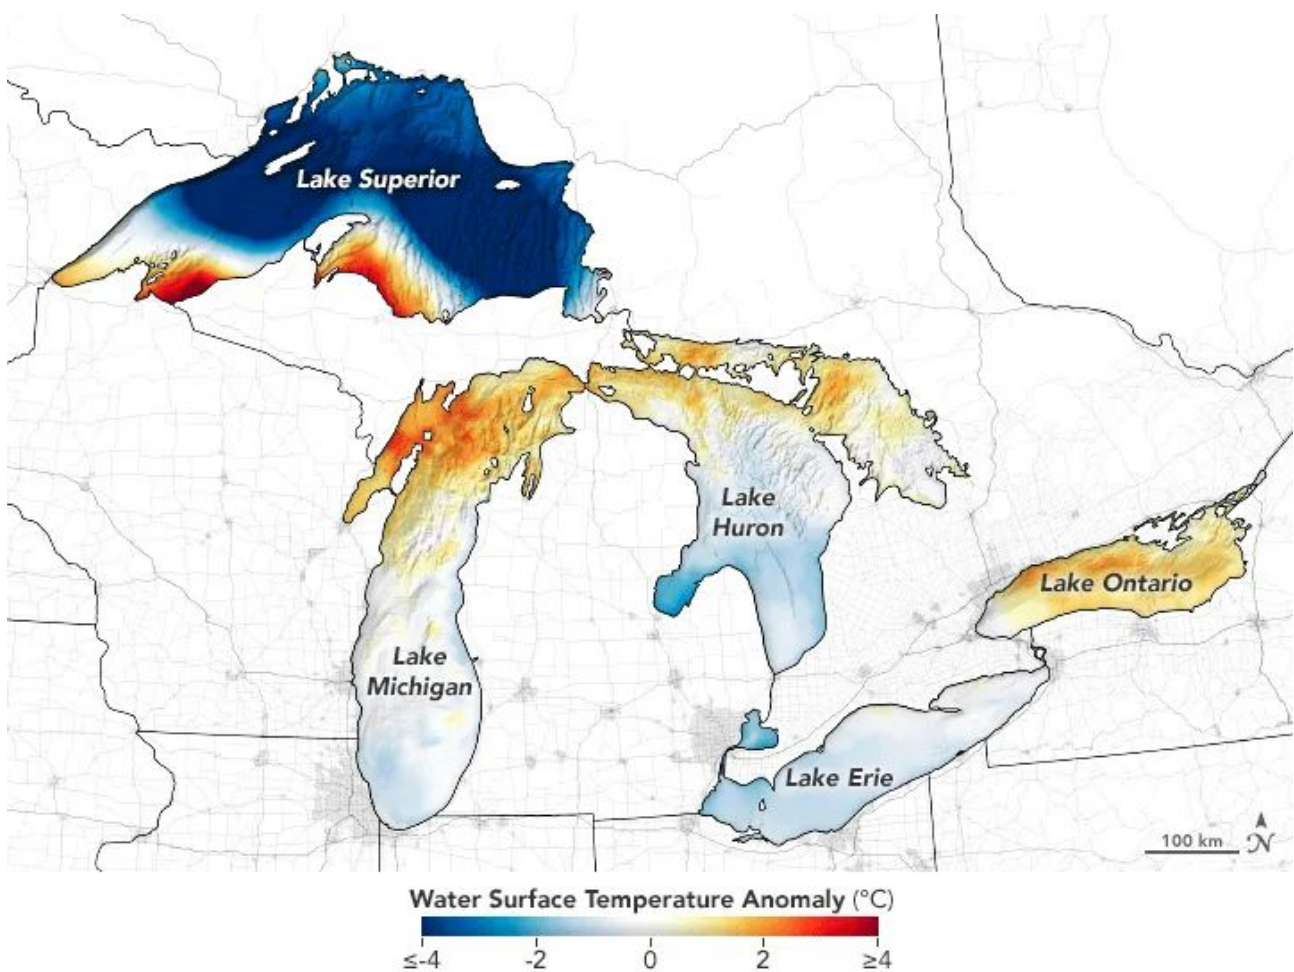 Lake Superior
Lake
Huron
Lake Ontario
Lake
Michigan
Lake Erie
100 km
N
Water Surface Temperature Anomaly (°C)
≤-4 -2 0 2 ≥4